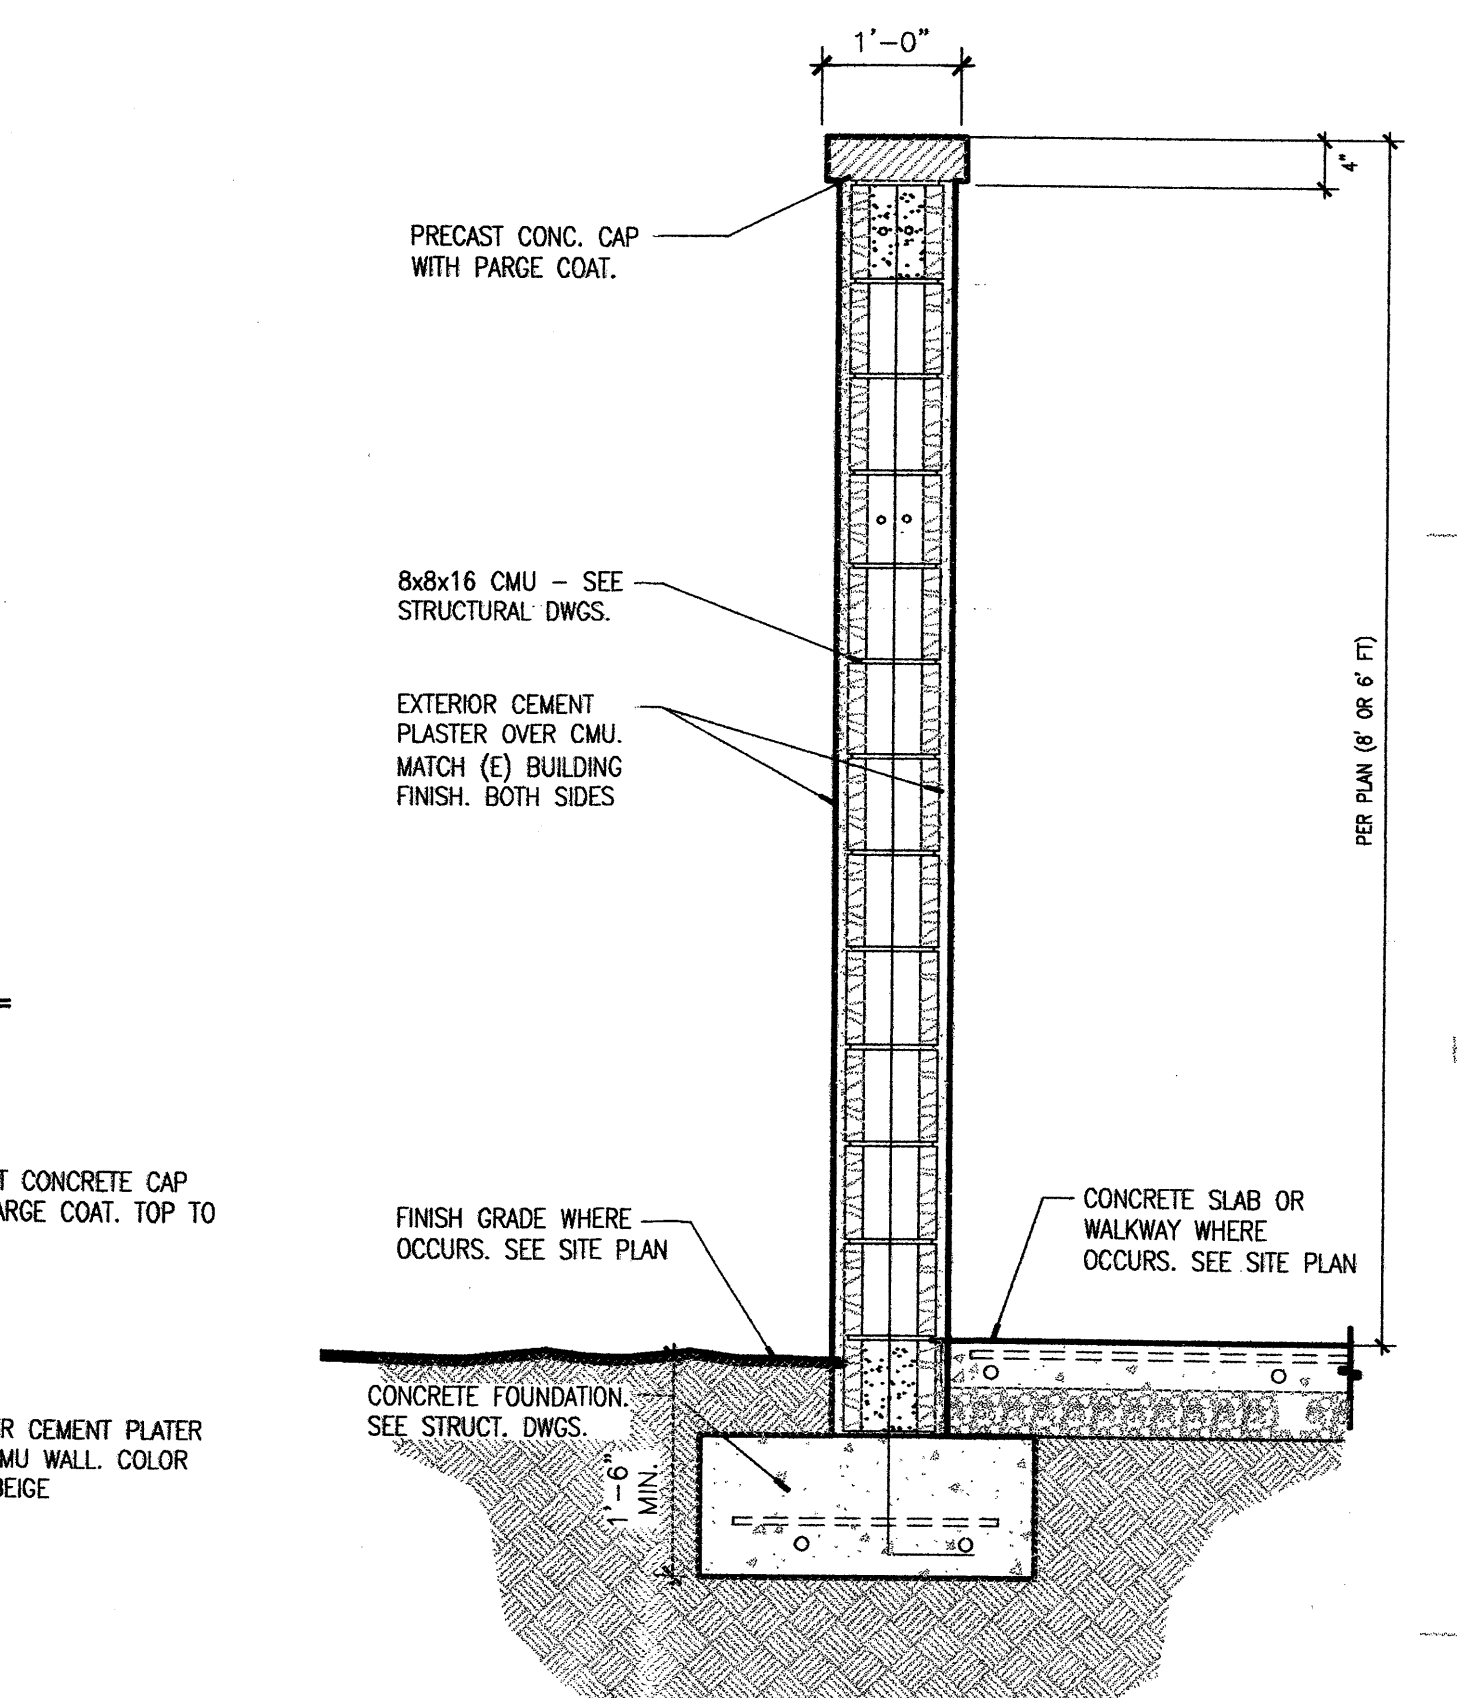 1'-0"
4"
PRECAST CONC. CAP
WITH PARGE COAT.
8x8x16 CMU - SEE
STRUCTURAL DWGS.
EXTERIOR CEMENT
PLASTER OVER CMU.
MATCH (E) BUILDING
FINISH. BOTH SIDES
PER PLAN (8' OR 6' FT)
T CONCRETE CAP
ARGE COAT. TOP TO
FINISH GRADE WHERE
OCCURS. SEE SITE PLAN
CONCRETE SLAB OR
WALKWAY WHERE
OCCURS. SEE SITE PLAN
CONCRETE FOUNDATION.
SEE STRUCT. DWGS.
R CEMENT PLATER
MU WALL. COLOR
BEIGE
1'-6"
MIN.